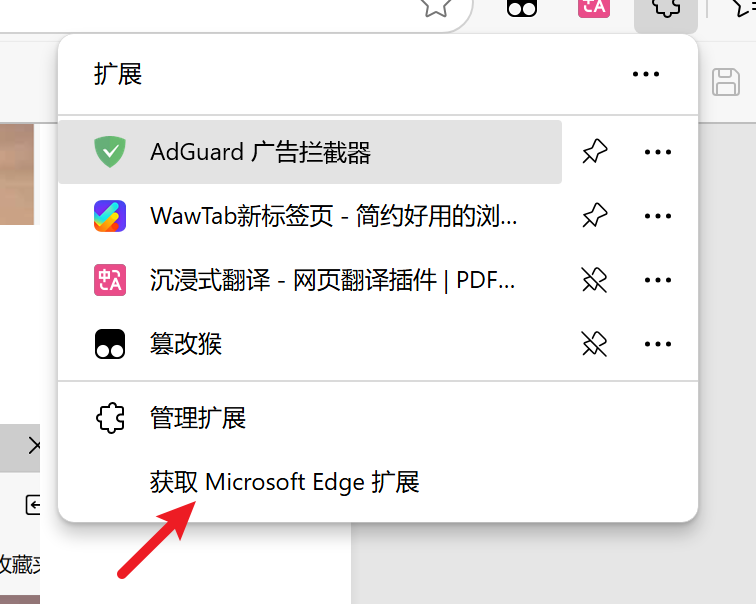 扩展
AdGuard 广告拦截器
WawTab新标签页 - 简约好用的浏...
沉浸式翻译 - 网页翻译插件 | PDF...
篡改猴
管理扩展
获取 Microsoft Edge 扩展
收藏夹